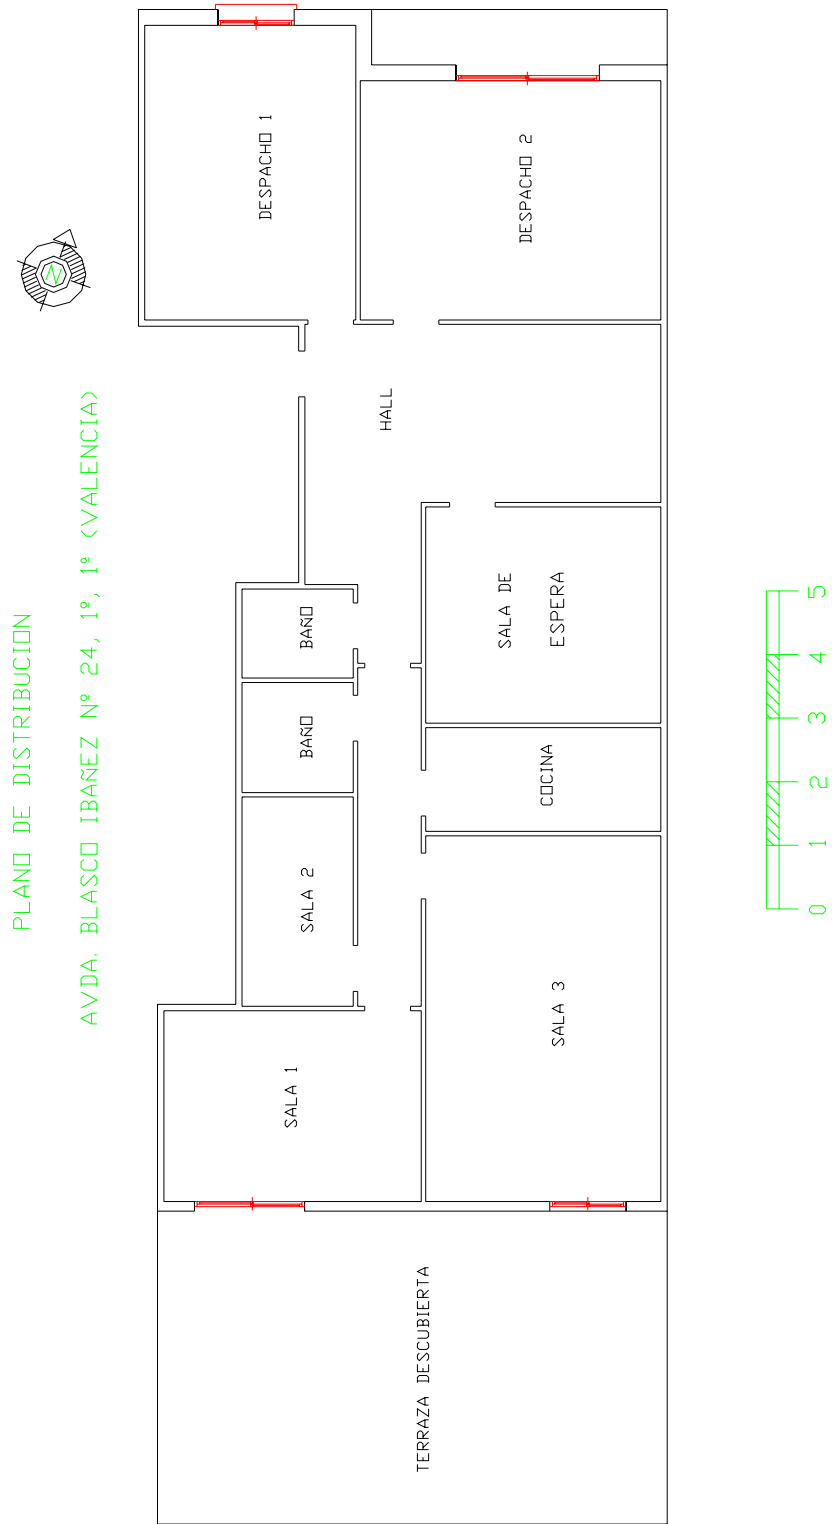 PLANO DE DISTRIBUCION
AVDA. BLASCO IBAÑEZ Nº 24, 1º, 1ª (VALENCIA)
N
DESPACHO 1
DESPACHO 2
HALL
BAÑO
BAÑO
SALA DE
ESPERA
COCINA
SALA 2
SALA 3
SALA 1
TERRAZA DESCUBIERTA
0 1 2 3 4 5